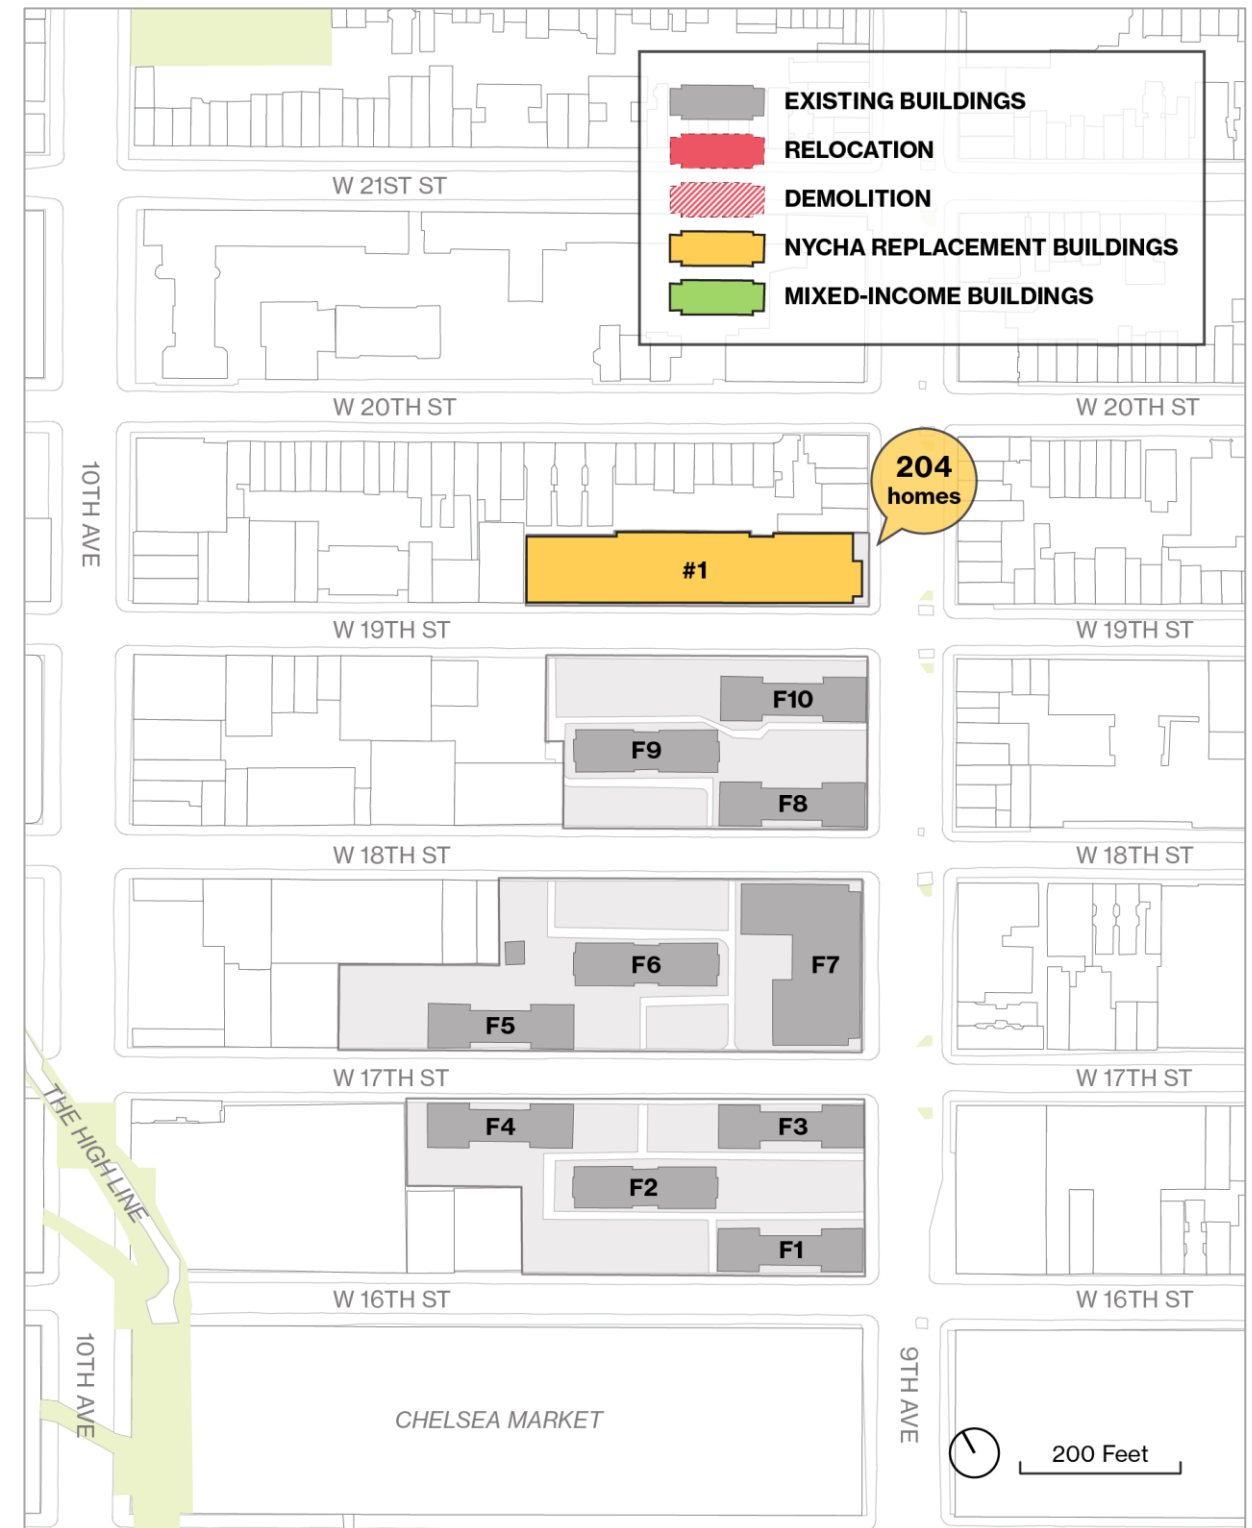 EXISTING BUILDINGS
RELOCATION
DEMOLITION
NYCHA REPLACEMENT BUILDINGS
MIXED-INCOME BUILDINGS
W 21ST ST
W 20TH ST
W 20TH ST
10TH AVE
204
homes
#1
W 19TH ST
W 19TH ST
F10
F9
F8
W 18TH ST
W 18TH ST
F6
F7
F5
W 17TH ST
W 17TH ST
THE HIGH LINE
F4
F3
F2
F1
W 16TH ST
W 16TH ST
10TH AVE
9TH AVE
CHELSEA MARKET
200 Feet